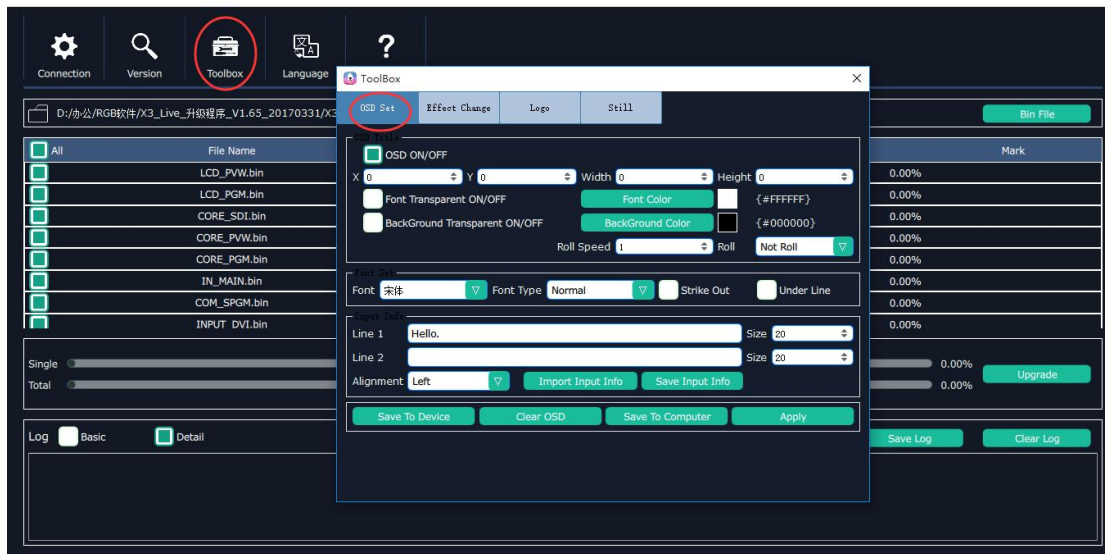 Connection Version Toolbox Language ?
ToolBox
D:/办公/RGB软件/X3_Live_升级程序_V1.65_20170331/X3
Bin File
OSD Set Effect Change Logo Still
All File Name Mark
OSD Title
OSD ON/OFF
LCD_PVW.bin 0.00%
X 0 Y 0 Width 0 Height 0
LCD_PGM.bin 0.00%
Font Transparent ON/OFF Font Color {#FFFFFF}
CORE_SDI.bin 0.00%
BackGround Transparent ON/OFF BackGround Color {#000000}
CORE_PVW.bin 0.00%
Roll Speed 1 Roll Not Roll
CORE_PGM.bin 0.00%
Font Set
IN_MAIN.bin 0.00%
Font 宋体 Font Type Normal Strike Out Under Line
COM_SPGM.bin 0.00%
Input Info
INPUT_DVI.bin 0.00%
Line 1 Hello. Size 20
Line 2 Size 20
Single 0.00%
Alignment Left Import Input Info Save Input Info
Upgrade
Total 0.00%
Save To Device Clear OSD Save To Computer Apply
Log Basic Detail Save Log Clear Log